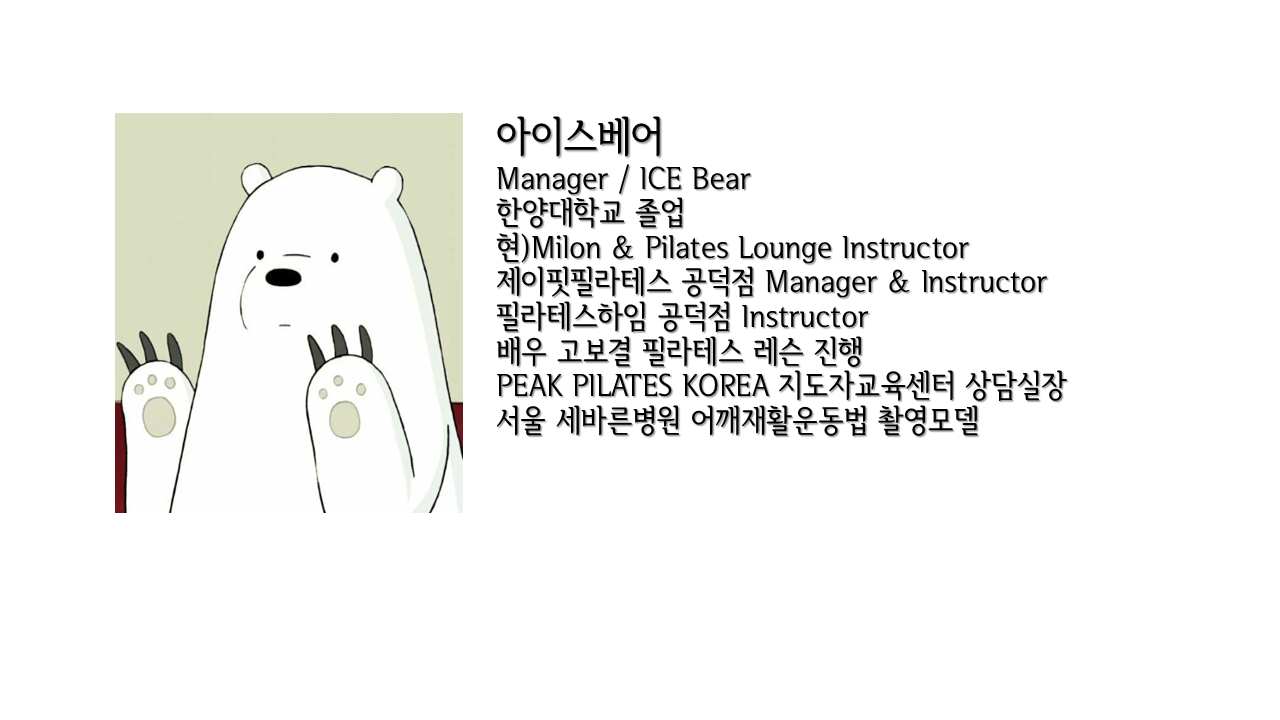 아이스베어
Manager / ICE Bear
한양대학교 졸업
현)Milon & Pilates Lounge Instructor
제이핏필라테스 공덕점 Manager & Instructor
필라테스하임 공덕점 Instructor
배우 고보결 필라테스 레슨 진행
PEAK PILATES KOREA 지도자교육센터 상담실장
서울 세바른병원 어깨재활운동법 촬영모델